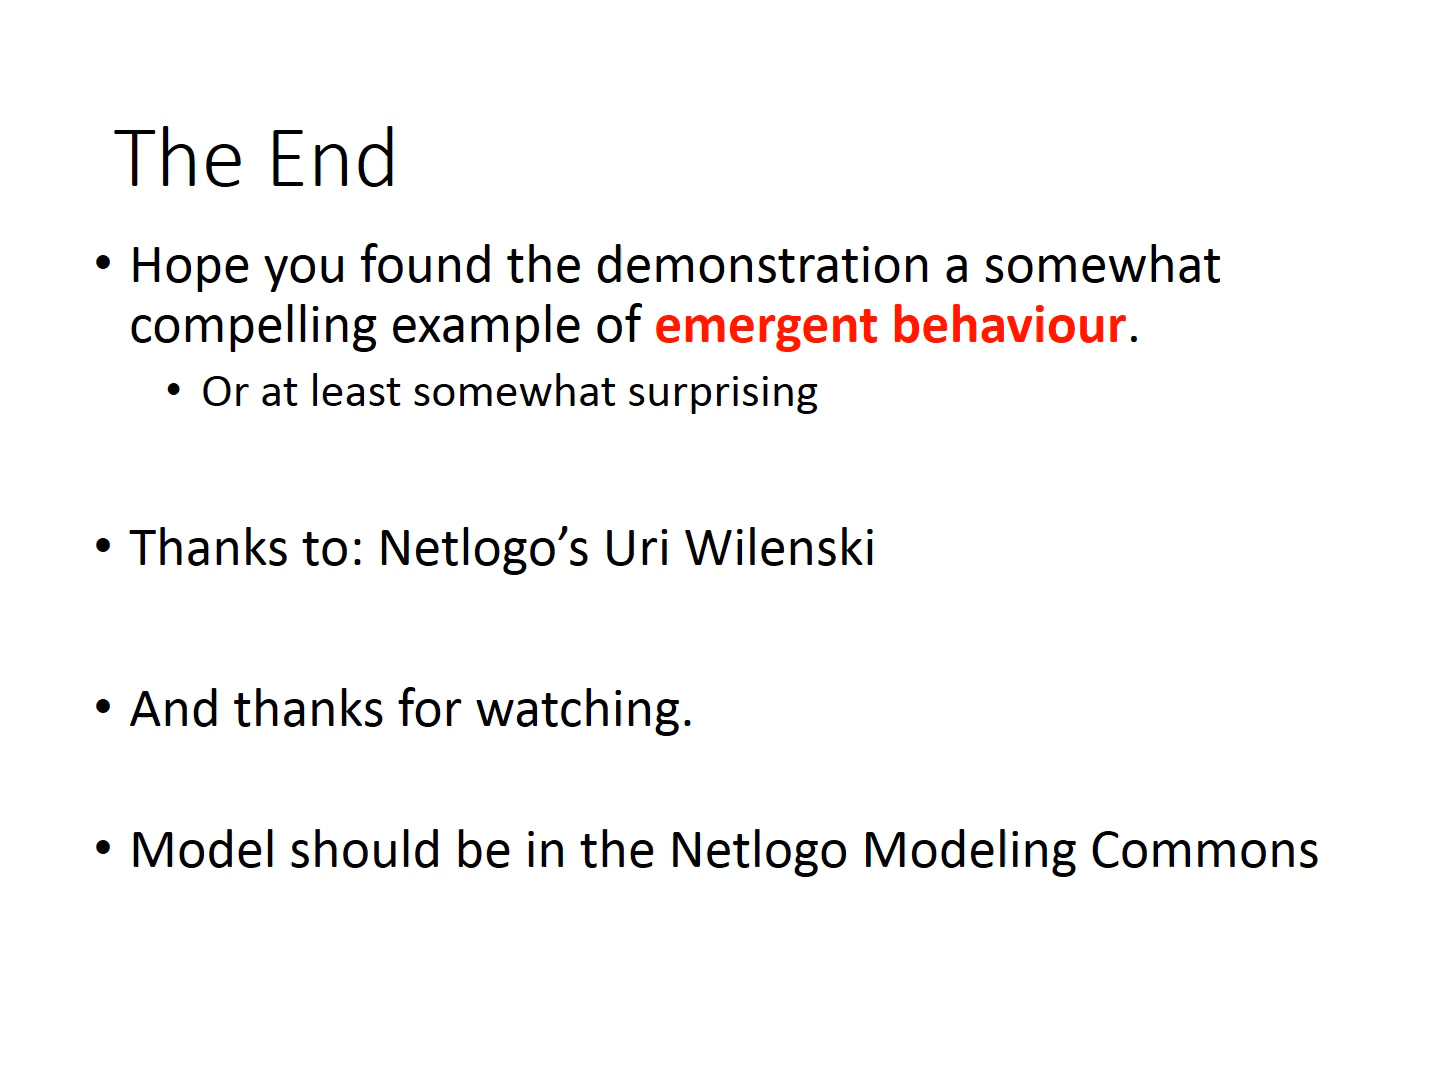 The End
• Hope you found the demonstration a somewhat
compelling example of emergent behaviour.
• Or at least somewhat surprising
• Thanks to: Netlogo’s Uri Wilenski
• And thanks for watching.
• Model should be in the Netlogo Modeling Commons